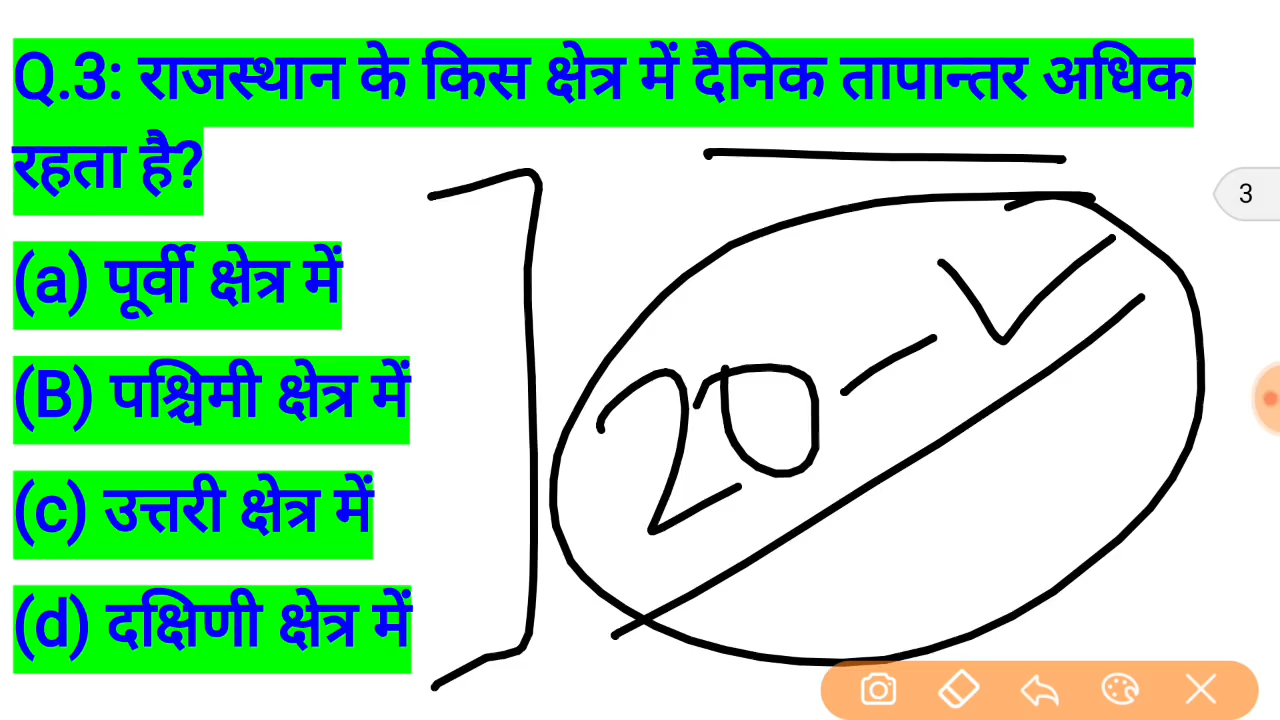 Q.3: राजस्थान के किस क्षेत्र में दैनिक तापान्तर अधिक
रहता है?
3
(a) पूर्वी क्षेत्र में
(B) पश्चिमी क्षेत्र में
20
(c) उत्तरी क्षेत्र में
(d) दक्षिणी क्षेत्र में